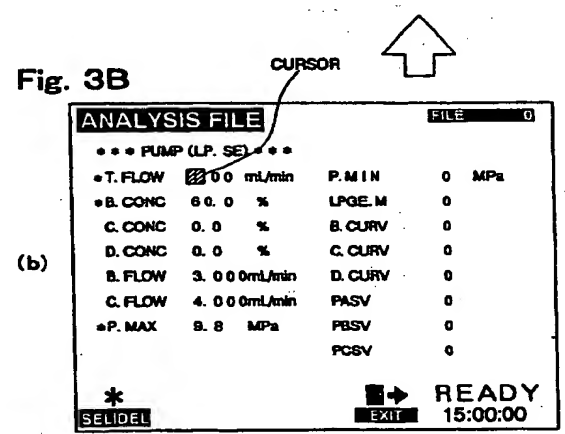 Fig. 3B
CURSOR
ANALYSIS FILE
FILE 0
* * * PUMP (LP. SE) * * *
*T. FLOW 00 mL/min P. MIN 0 MPa
*B. CONC 60. 0 % LPGE. M 0
C. CONC 0. 0 % B. CURV 0
D. CONC 0. 0 % C. CURV 0
(b)
B. FLOW 3. 000mL/min D. CURV 0
C. FLOW 4. 000mL/min PASV 0
*P. MAX 9. 8 MPa PBSV 0
PCSV 0
* READY
SELIDEL EXIT 15:00:00